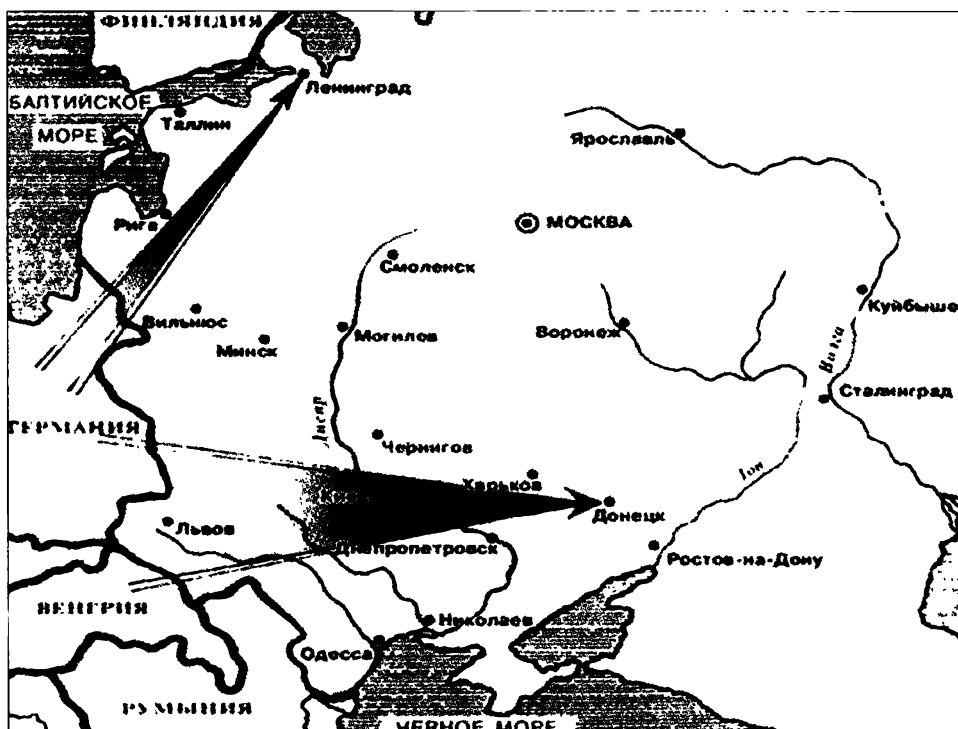 ФИНЛЯНДИЯ
Ленинград
БАЛТИЙСКОЕ
МОРЕ
Таллин
Ярославль
Рига
МОСКВА
Смоленск
Куйбыше
Вильнюс
Могилев
Воронеж
Минск
Волга
Сталинград
Днепр
ГЕРМАНИЯ
Чернигов
Харьков
Дон
Донецк
Львов
Днепропетровск
Ростов-на-Дону
ВЕНГРИЯ
Николаев
Одесса
РУМЫНИЯ
ЧЕРНОЕ МОРЕ